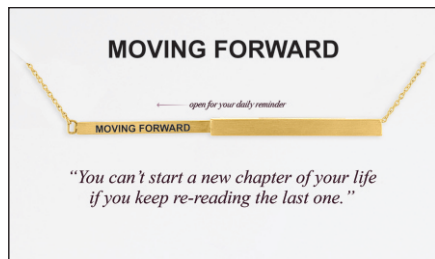 MOVING FORWARD
open for your daily reminder
MOVING FORWARD
“You can’t start a new chapter of your life
if you keep re-reading the last one.”